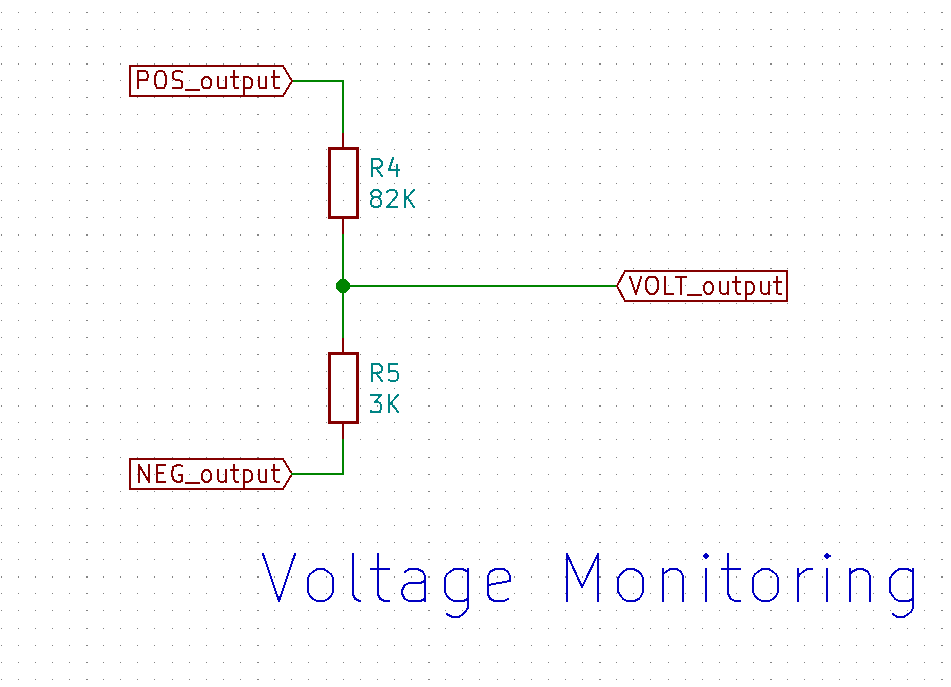 POS_output
R4
82K
VOLT_output
R5
3K
NEG_output
Voltage Monitoring